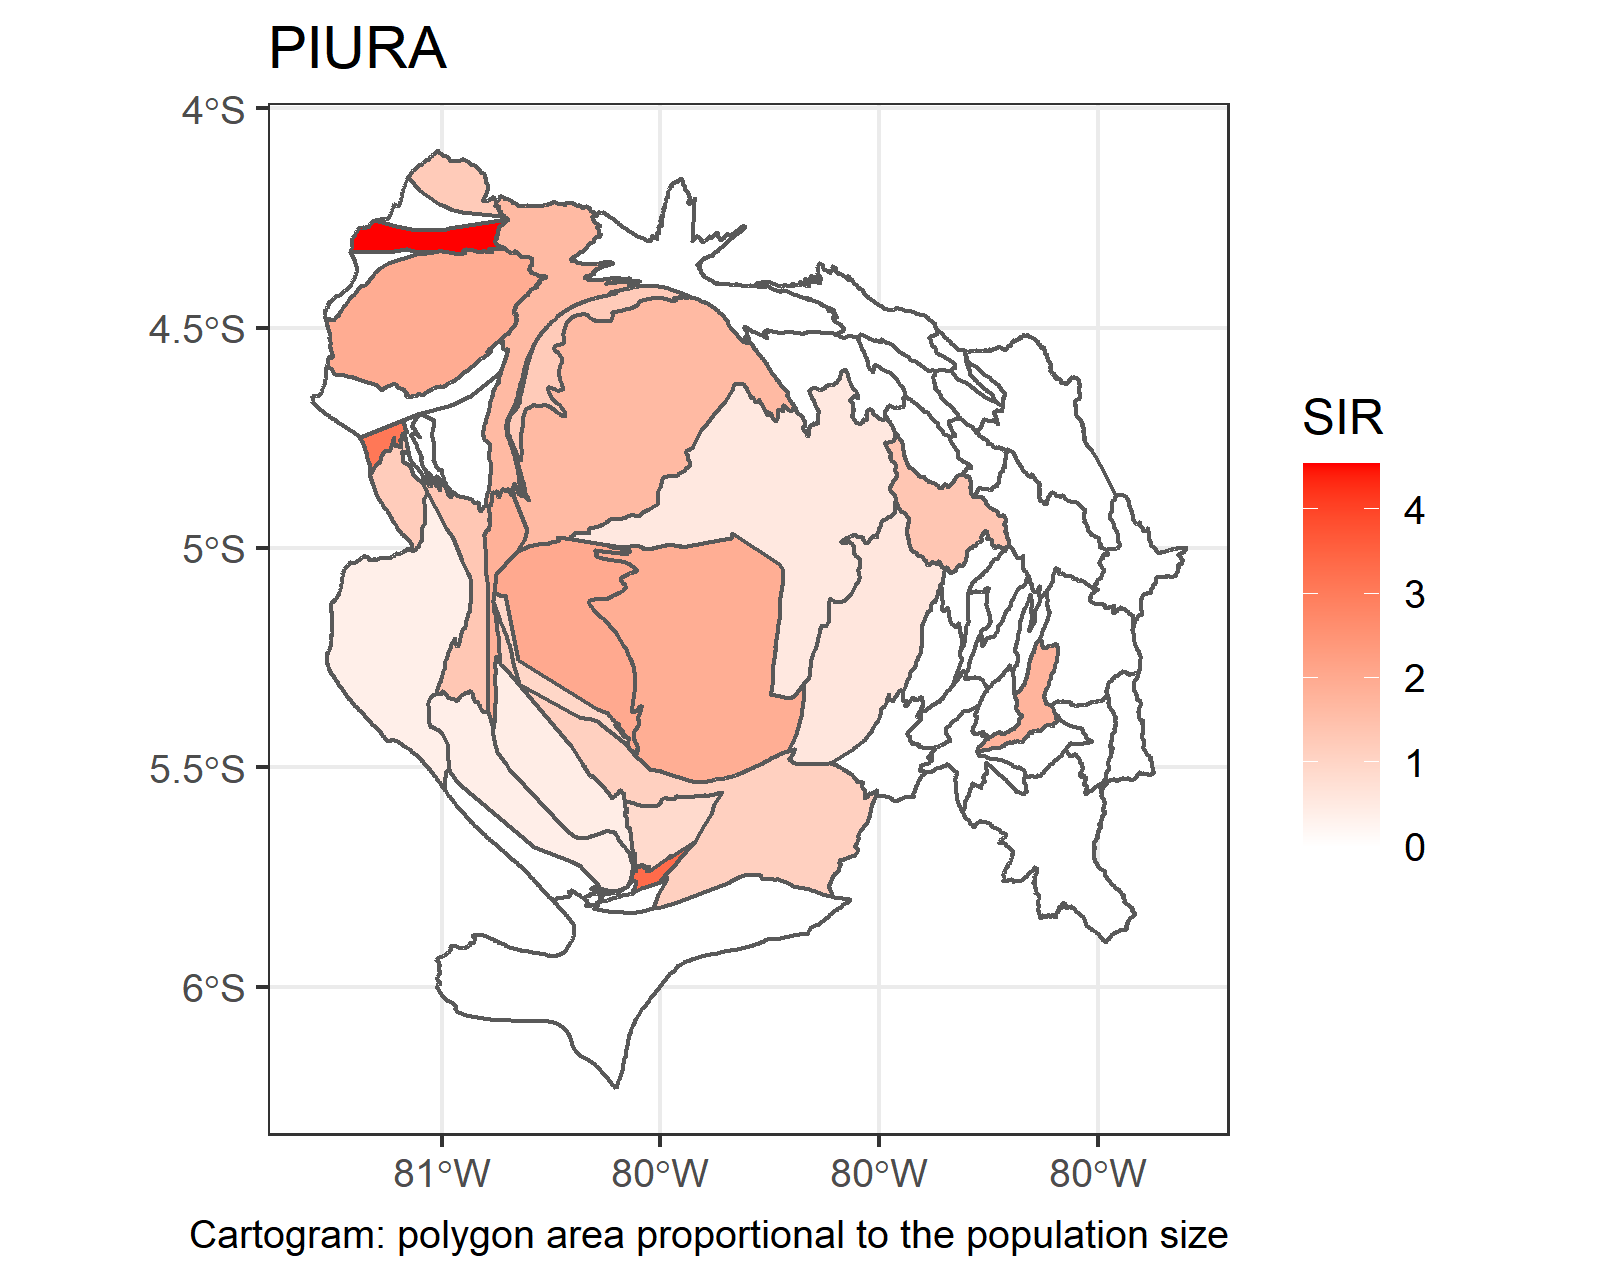 PIURA
4°S
4.5°S
5°S
5.5°S
6°S
81°W 80°W 80°W 80°W
SIR
4
3
2
1
0
Cartogram: polygon area proportional to the population size